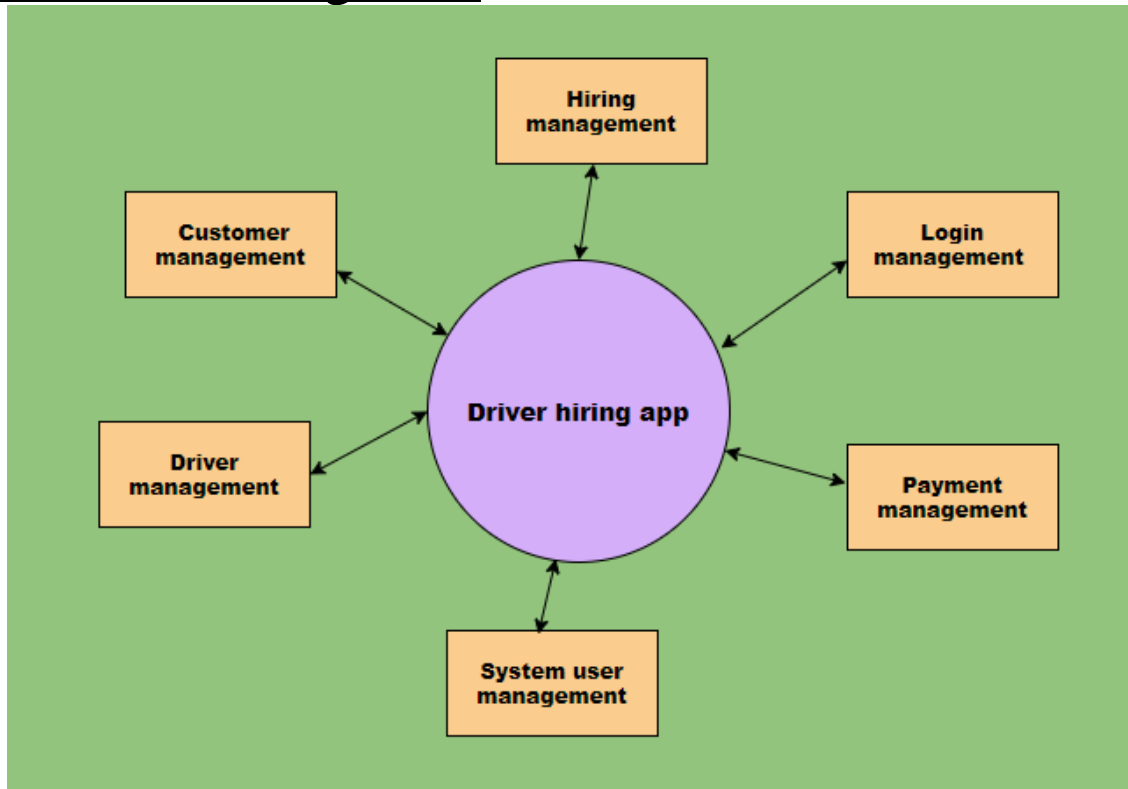 Hiring
management
Customer
management
Login
management
Driver hiring app
Driver
management
Payment
management
System user
management